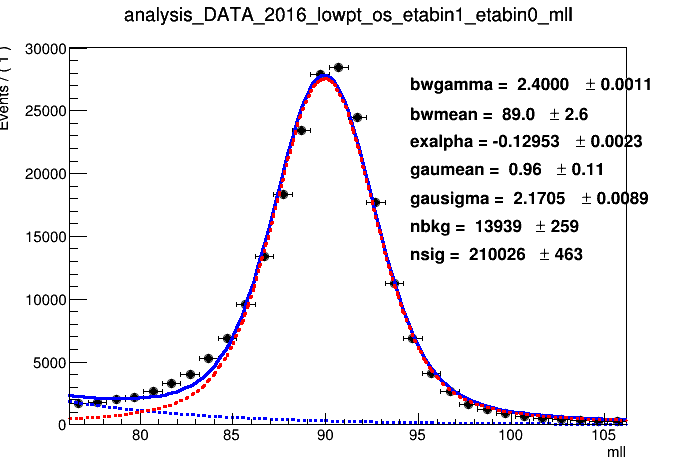 analysis_DATA_2016_lowpt_os_etabin1_etabin0_mll
Events / ( 1 )
30000
25000
20000
15000
10000
5000
0
bwgamma = 2.4000 ± 0.0011
bwmean = 89.0 ± 2.6
exalpha = -0.12953 ± 0.0023
gaumean = 0.96 ± 0.11
gausigma = 2.1705 ± 0.0089
nbkg = 13939 ± 259
nsig = 210026 ± 463
80 85 90 95 100 105
mll